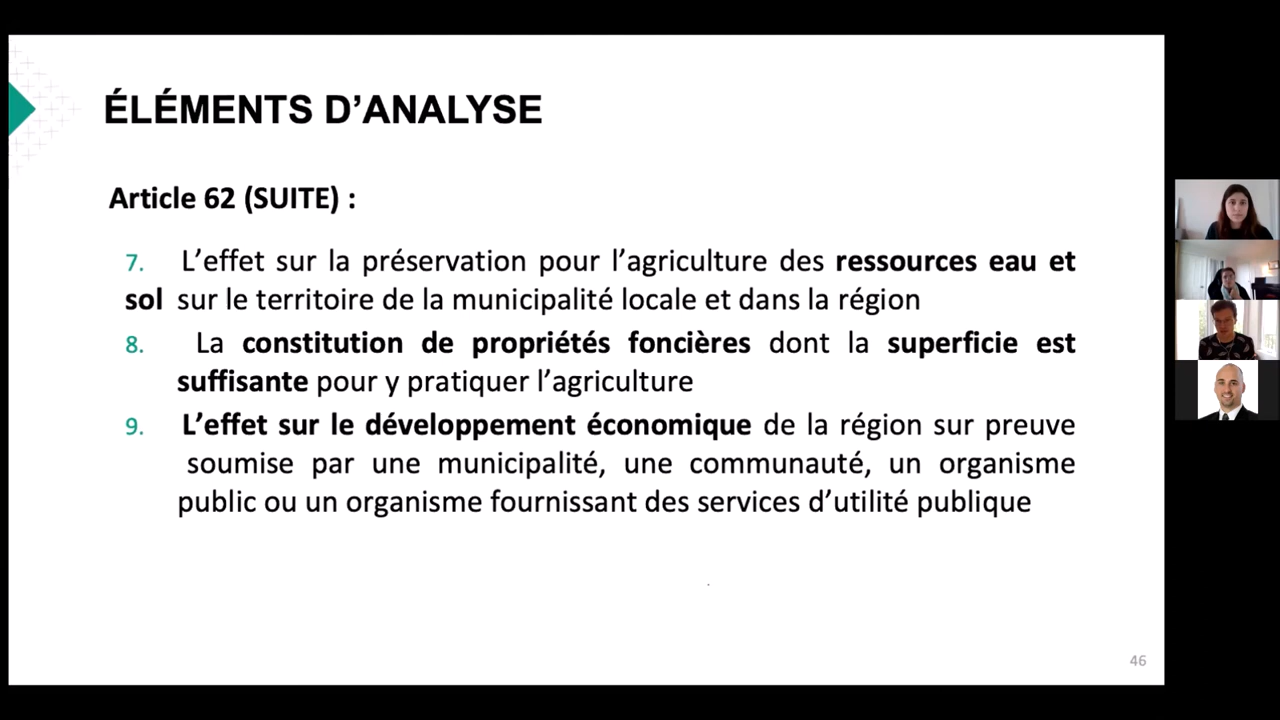 ÉLÉMENTS D’ANALYSE
Article 62 (SUITE) :
7. L’effet sur la préservation pour l’agriculture des ressources eau et
sol sur le territoire de la municipalité locale et dans la région
8. La constitution de propriétés foncières dont la superficie est
suffisante pour y pratiquer l’agriculture
9. L’effet sur le développement économique de la région sur preuve
soumise par une municipalité, une communauté, un organisme
public ou un organisme fournissant des services d’utilité publique
46